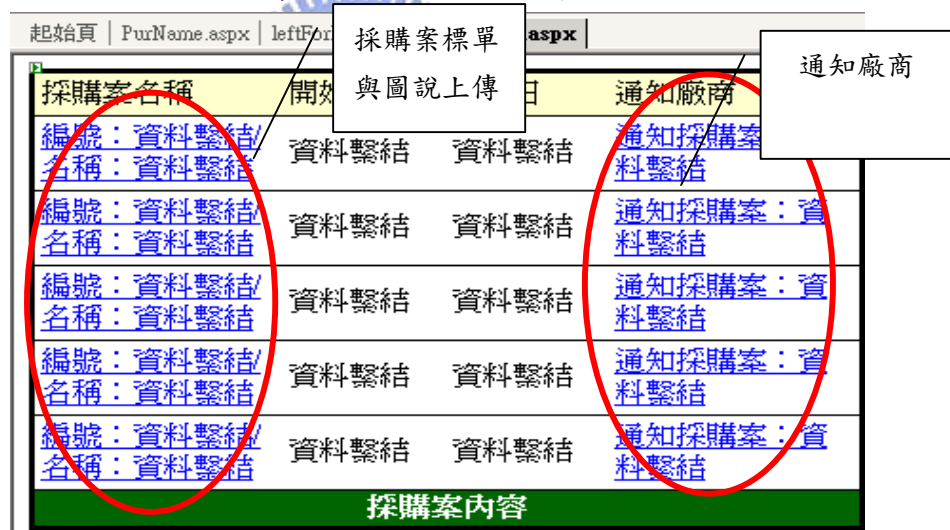 起始頁 | PurName.aspx | leftFor aspx
採購案標單
與圖說上傳
通知廠商
採購案名稱 開始 日 通知廠商
編號：資料繫結/
名稱：資料繫結 資料繫結 資料繫結 通知採購案
料繫結
編號：資料繫結/
名稱：資料繫結 資料繫結 資料繫結 通知採購案：資
料繫結
編號：資料繫結/
名稱：資料繫結 資料繫結 資料繫結 通知採購案：資
料繫結
編號：資料繫結/
名稱：資料繫結 資料繫結 資料繫結 通知採購案：資
料繫結
編號：資料繫結/
名稱：資料繫結 資料繫結 資料繫結 通知採購案：資
料繫結
採購案內容